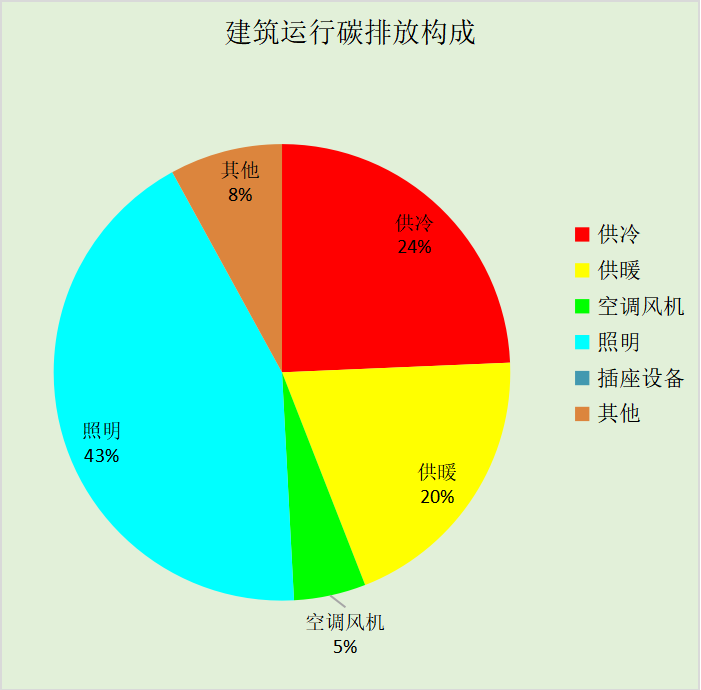 建筑运行碳排放构成
其他
8%
供冷
24%
供暖
20%
空调风机
5%
照明
43%
供冷
供暖
空调风机
照明
插座设备
其他